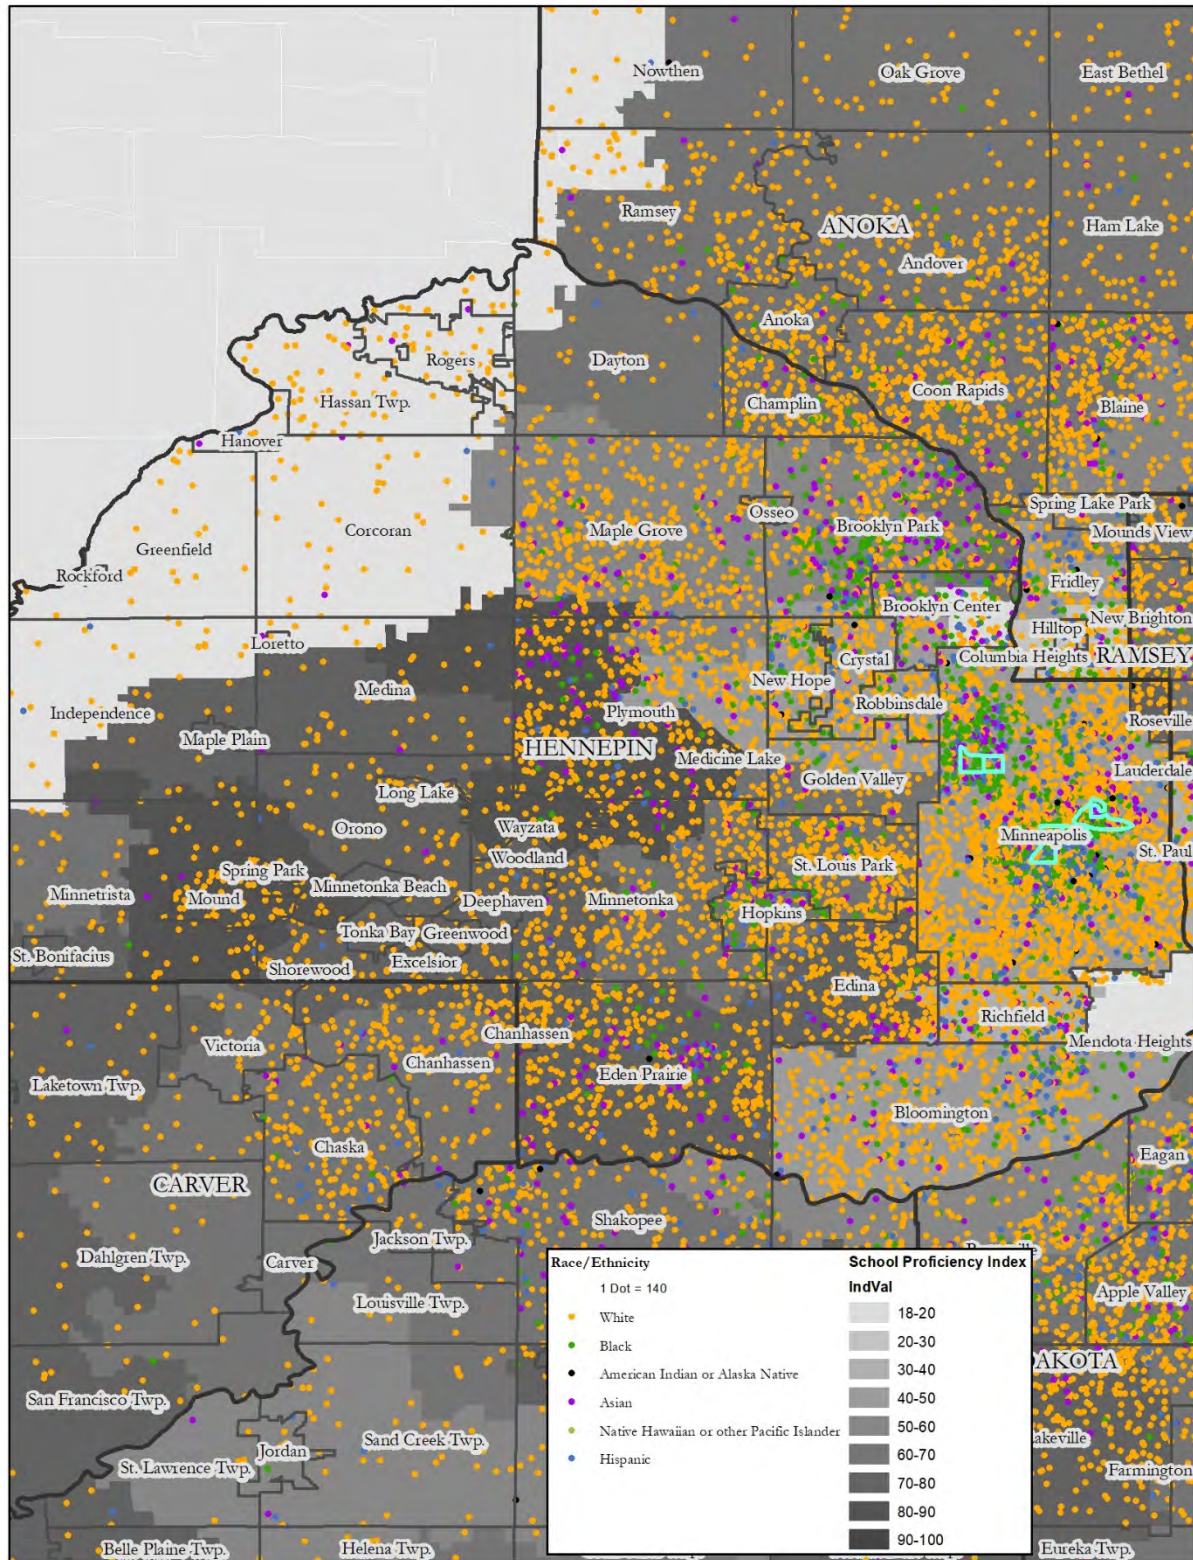 Nowthen
Oak Grove
East Bethel
Ramsey
ANOKA
Ham Lake
Andover
Anoka
Rogers
Dayton
Hassan Twp.
Champlin
Coon Rapids
Blaine
Hanover
Spring Lake Park
Osseo
Maple Grove
Brooklyn Park
Mounds View
Corcoran
Greenfield
Rockford
Fridley
Brooklyn Center
New Brighton
Hilltop
Loretto
Columbia Heights
RAMSEY
Crystal
New Hope
Medina
Robbinsdale
Independence
Plymouth
Roseville
Maple Plain
HENNEPIN
Medicine Lake
Lauderdale
Golden Valley
Long Lake
Orono
Wayzata
Minneapolis
St. Paul
Woodland
Spring Park
St. Louis Park
Minnetrista
Mound
Minnetonka Beach
Deephaven
Minnetonka
Hopkins
Tonka Bay
Greenwood
St. Bonifacius
Excelsior
Shorewood
Edina
Richfield
Chanhassen
Victoria
Mendota Heights
Chanhassen
Eden Prairie
Laketown Twp.
Bloomington
Chaska
Eagan
CARVER
Shakopee
Jackson Twp.
Dahlgren Twp.
Carver
Louisville Twp.
Apple Valley
San Francisco Twp.
Sand Creek Twp.
Jordan
St. Lawrence Twp.
Farmington
Belle Plaine Twp.
Helena Twp.
Eureka Twp.
AKOTA
akeville
Race/Ethnicity
1 Dot = 140
White
Black
American Indian or Alaska Native
Asian
Native Hawaiian or other Pacific Islander
Hispanic
School Proficiency Index
IndVal
18-20
20-30
30-40
40-50
50-60
60-70
70-80
80-90
90-100